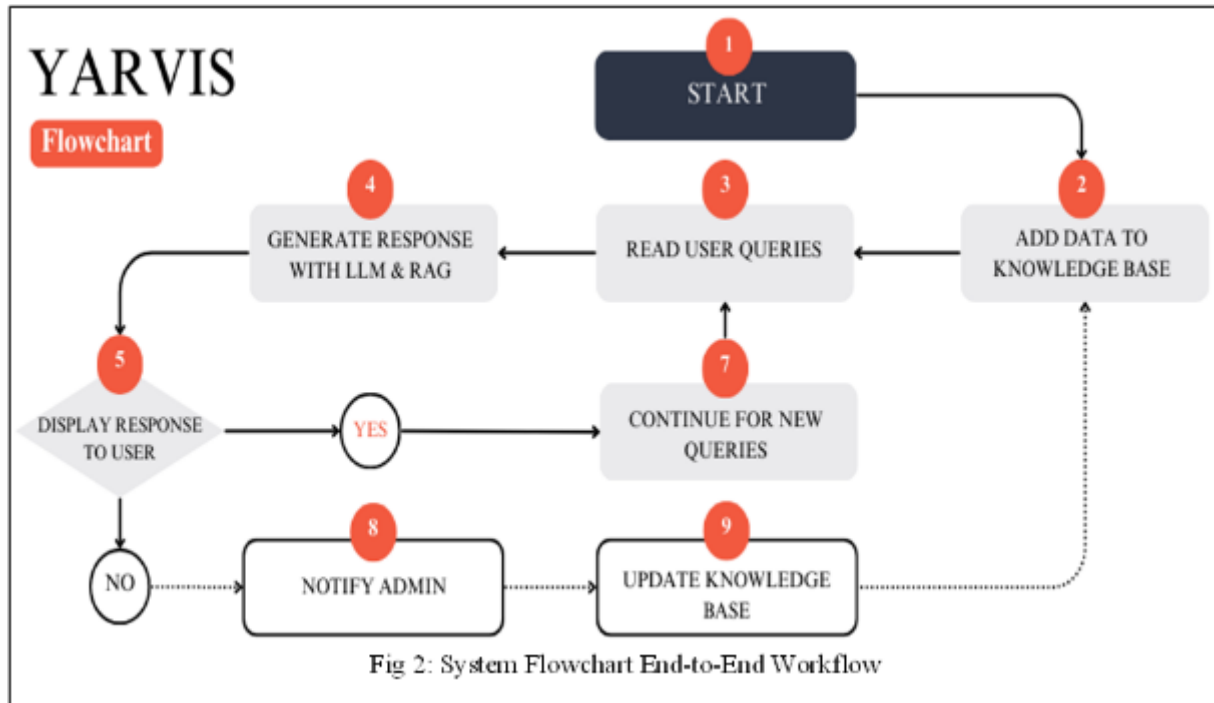 YARVIS
Flowchart
1
START
2
ADD DATA TO
KNOWLEDGE BASE
3
READ USER QUERIES
4
GENERATE RESPONSE
WITH LLM & RAG
5
DISPLAY RESPONSE
TO USER
YES
7
CONTINUE FOR NEW
QUERIES
NO
8
NOTIFY ADMIN
9
UPDATE KNOWLEDGE
BASE
Fig 2: System Flowchart End-to-End Workflow